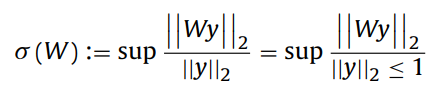 σ(W) := sup ||Wy||₂ / ||y||₂ = sup ||Wy||₂ / ||y||₂ ≤ 1